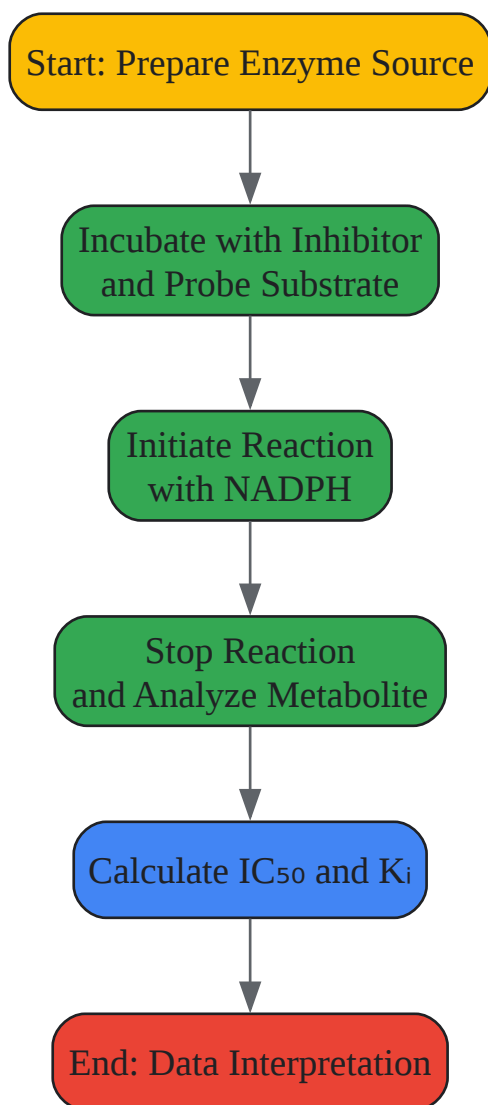 Start: Prepare Enzyme Source
Incubate with Inhibitor
and Probe Substrate
Initiate Reaction
with NADPH
Stop Reaction
and Analyze Metabolite
Calculate IC₅₀ and Kᵢ
End: Data Interpretation